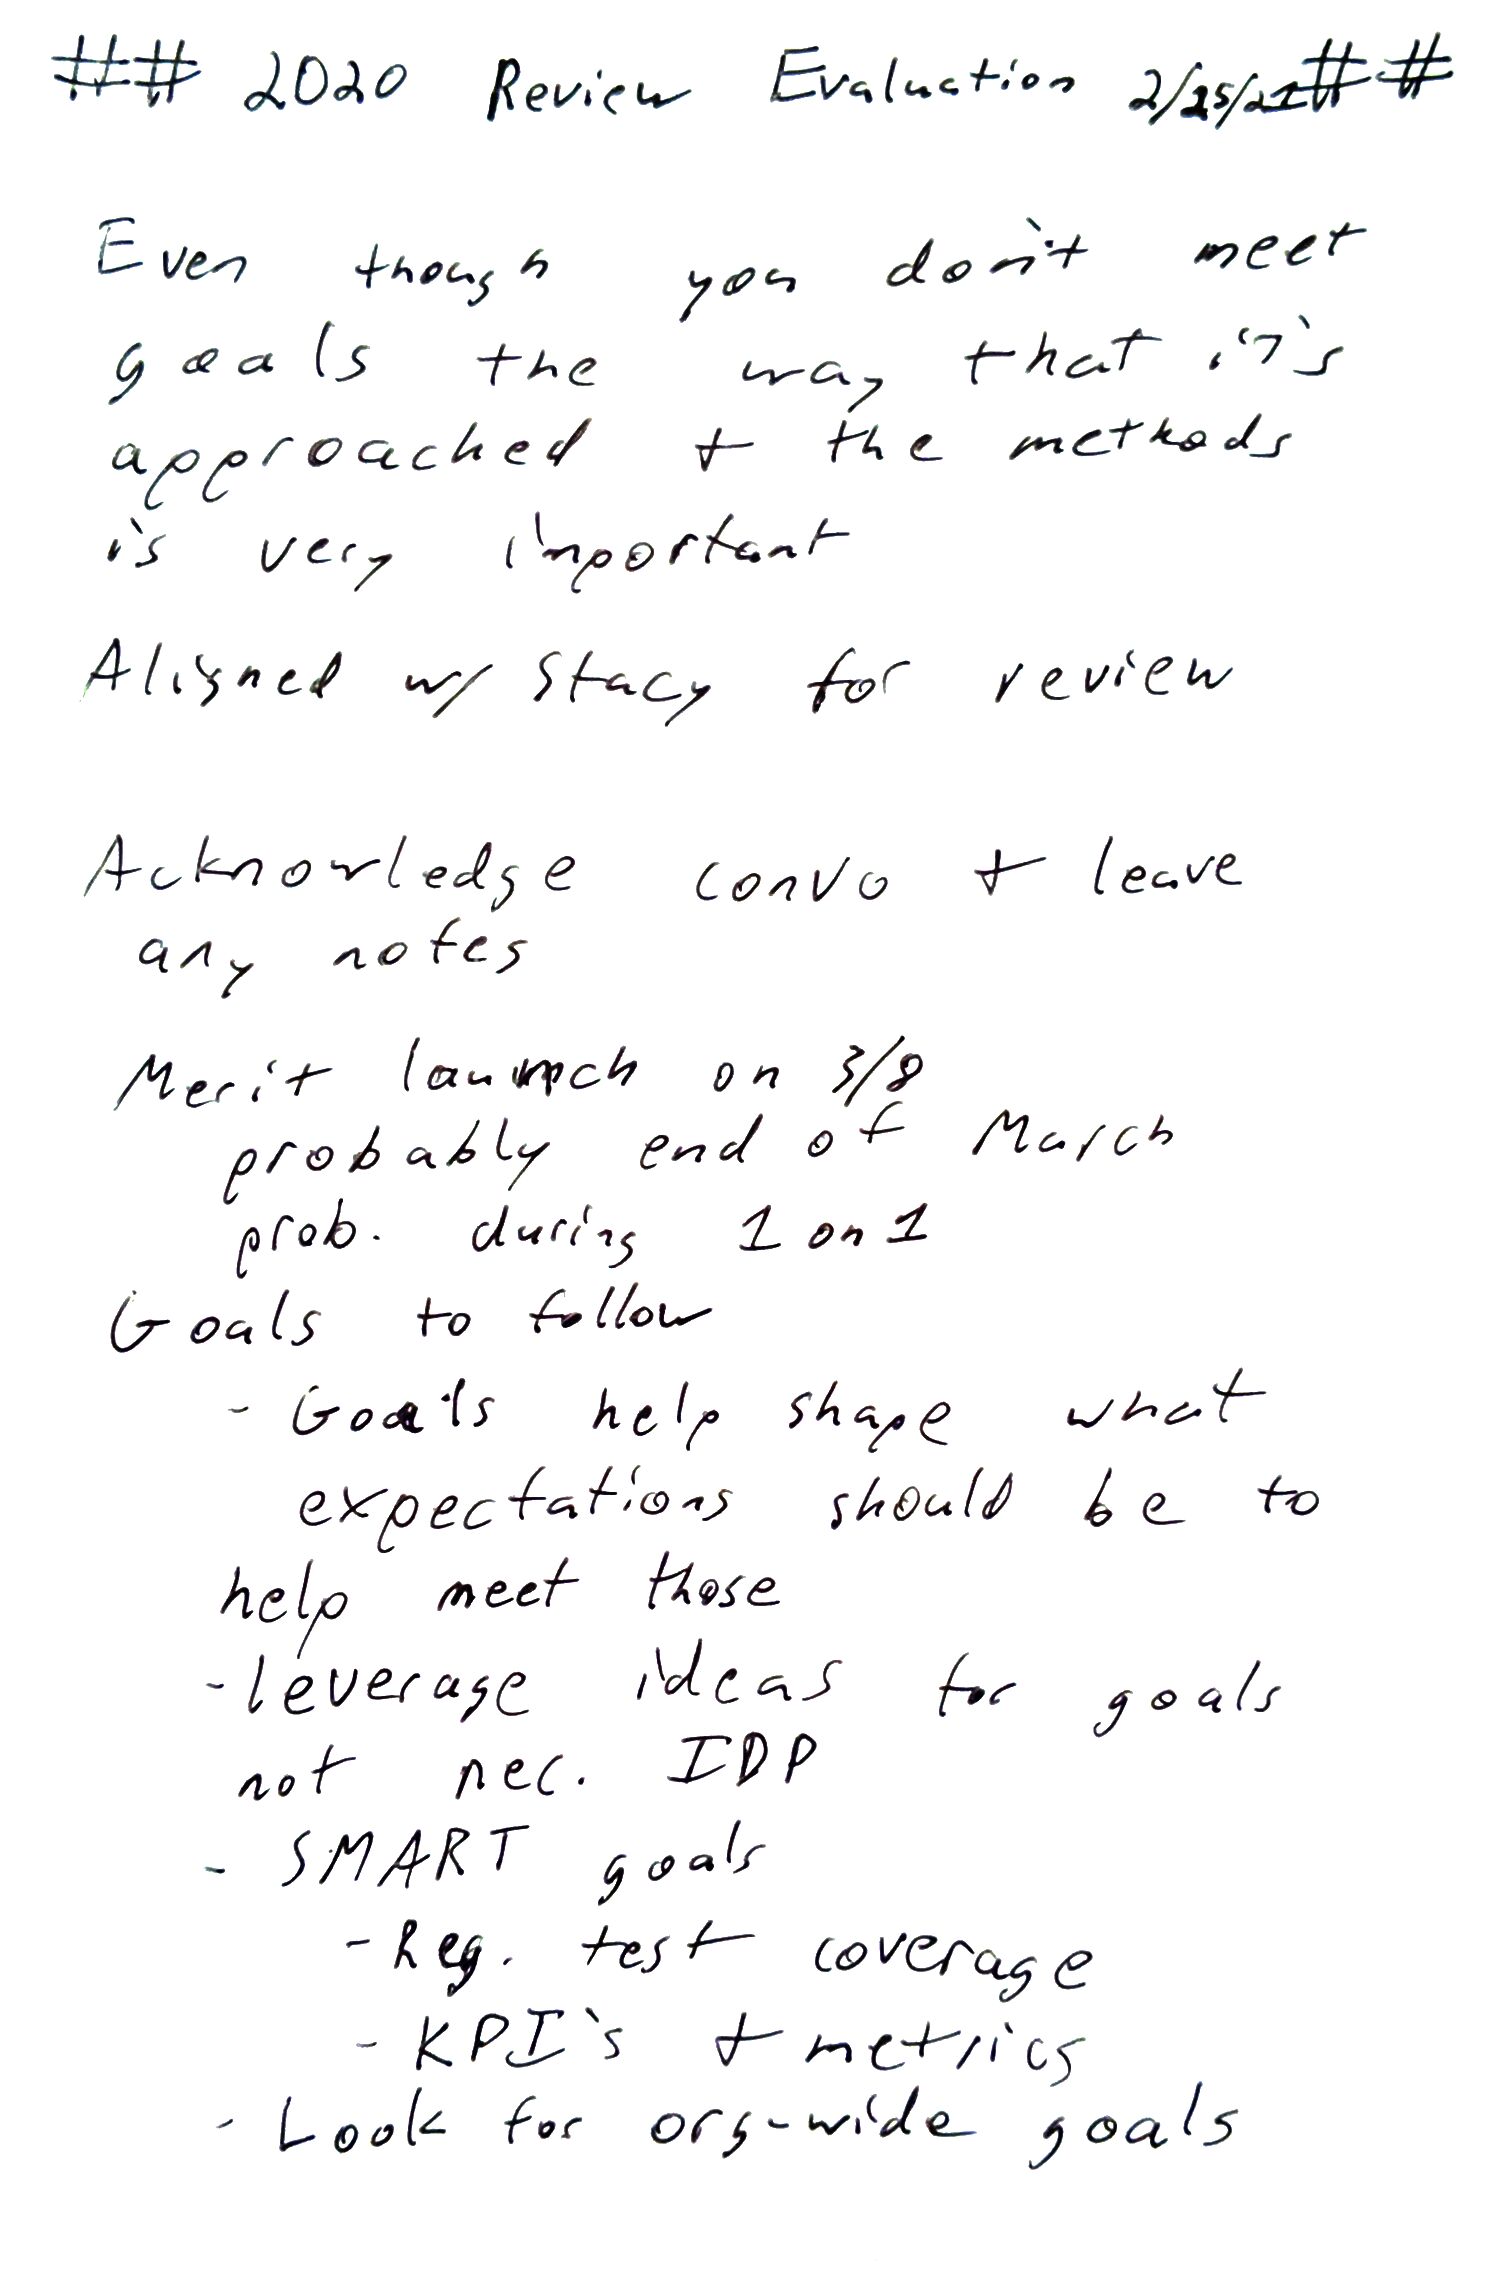 ## 2020 Review Evaluation 2/25/21 ##
Even though you don't meet
goals the way that it's
approached + the methods
is very important
Aligned w/ Stacy for review
Acknowledge convo + leave
any notes
Merit launch on 3/8
probably end of March
prob. during 1 on 1
Goals to follow
- Goals help shape what
expectations should be to
help meet those
- leverage ideas for goals
not nec. IDP
- SMART goals
- Reg. test coverage
- KPI's + metrics
- Look for org-wide goals